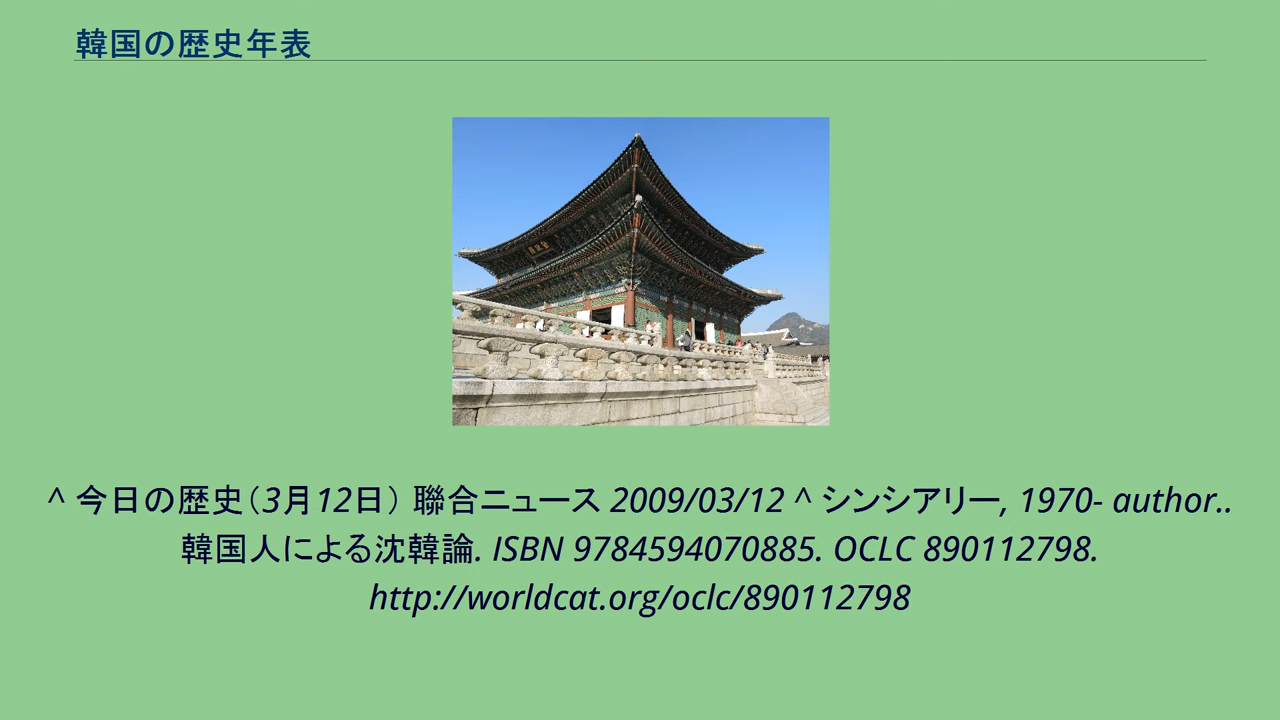 韓国の歴史年表
^ 今日の歴史（3月12日） 聯合ニュース 2009/03/12 ^ シンシアリー, 1970- author..
韓国人による沈韓論. ISBN 9784594070885. OCLC 890112798.
http://worldcat.org/oclc/890112798